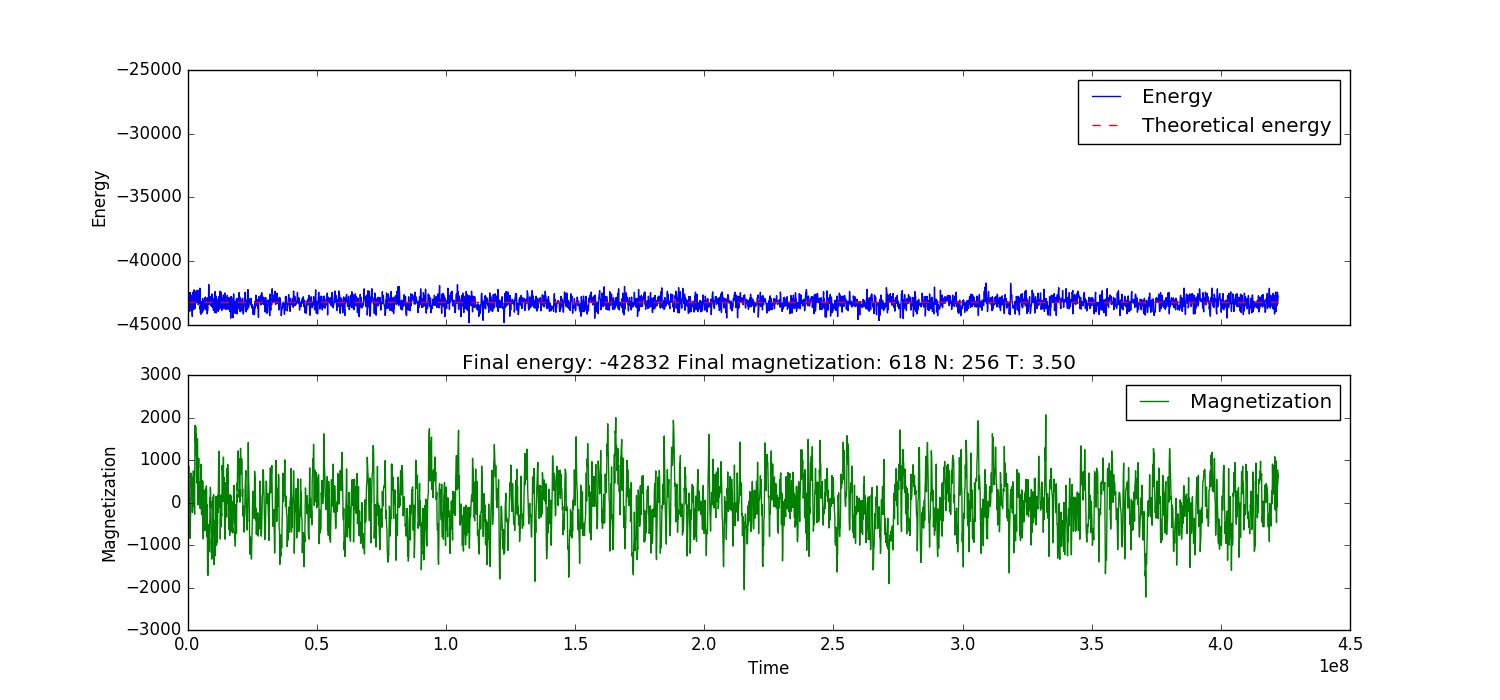 −25000
−30000
−35000
−40000
−45000
Energy
Energy
Theoretical energy
Final energy: -42832 Final magnetization: 618 N: 256 T: 3.50
3000
2000
1000
0
−1000
−2000
−3000
Magnetization
Magnetization
0.0 0.5 1.0 1.5 2.0 2.5 3.0 3.5 4.0 4.5
1e8
Time